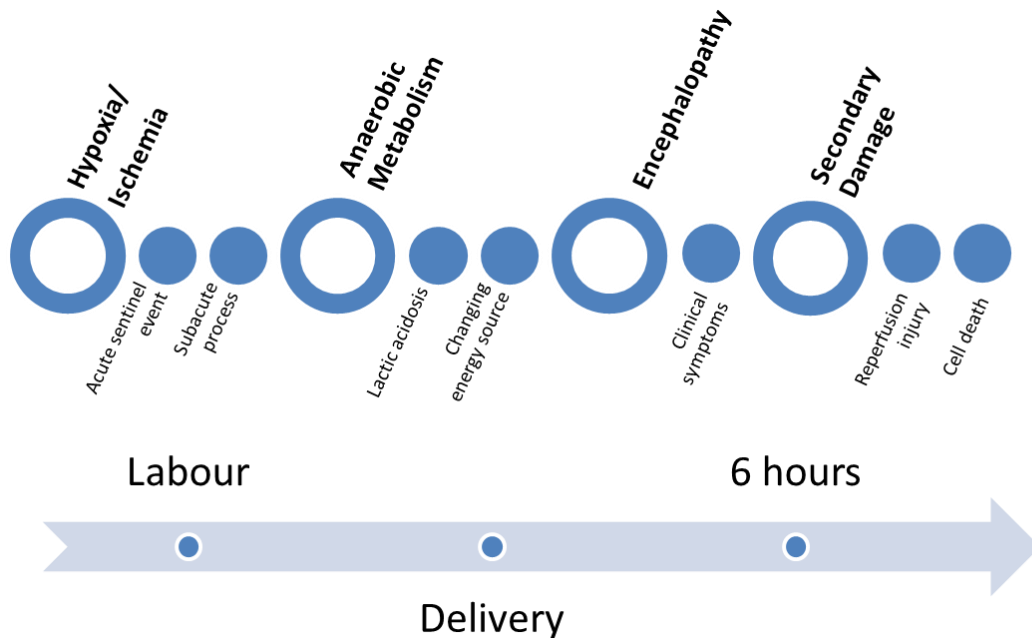 Hypoxia/
Ischemia
Acute sentinel
event
Subacute
process
Anaerobic
Metabolism
Lactic acidosis
Changing
energy source
Encephalopathy
Clinical
symptoms
Secondary
Damage
Reperfusion
injury
Cell death
Labour
6 hours
Delivery